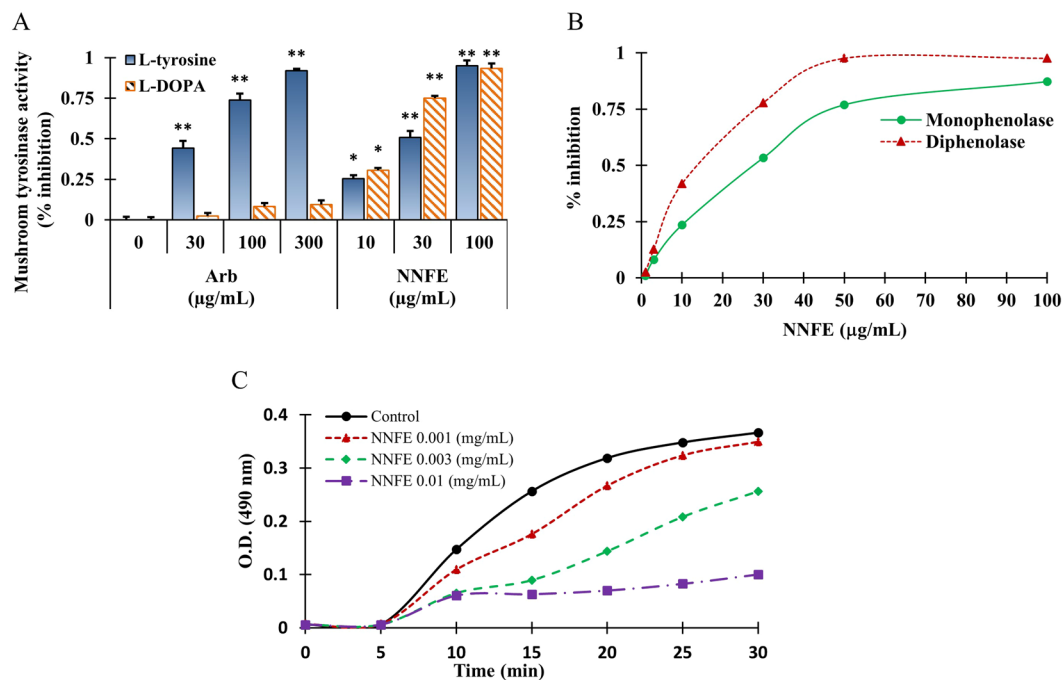 A
Mushroom tyrosinase activity
(% inhibition)
L-tyrosine
L-DOPA
1
0.75
0.5
0.25
0
** ** ** * * ** ** ** **
0 30 100 300 10 30 100
Arb
(µg/mL)
NNFE
(µg/mL)
B
% inhibition
1
0.75
0.5
0.25
0
Monophenolase
Diphenolase
0 10 20 30 40 50 60 70 80 90 100
NNFE (µg/mL)
C
O.D. (490 nm)
0.4
0.3
0.2
0.1
0
Control
NNFE 0.001 (mg/mL)
NNFE 0.003 (mg/mL)
NNFE 0.01 (mg/mL)
0 5 10 15 20 25 30
Time (min)